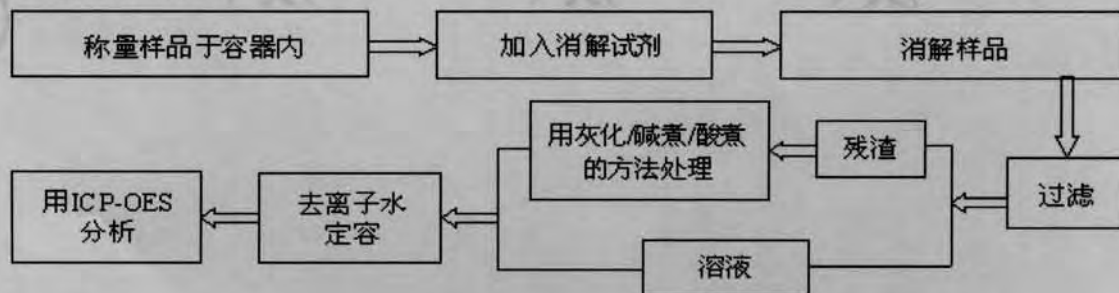 称量样品于容器内
加入消解试剂
消解样品
过滤
残渣
用灰化/碱煮/酸煮
的方法处理
溶液
去离子水
定容
用ICP-OES
分析